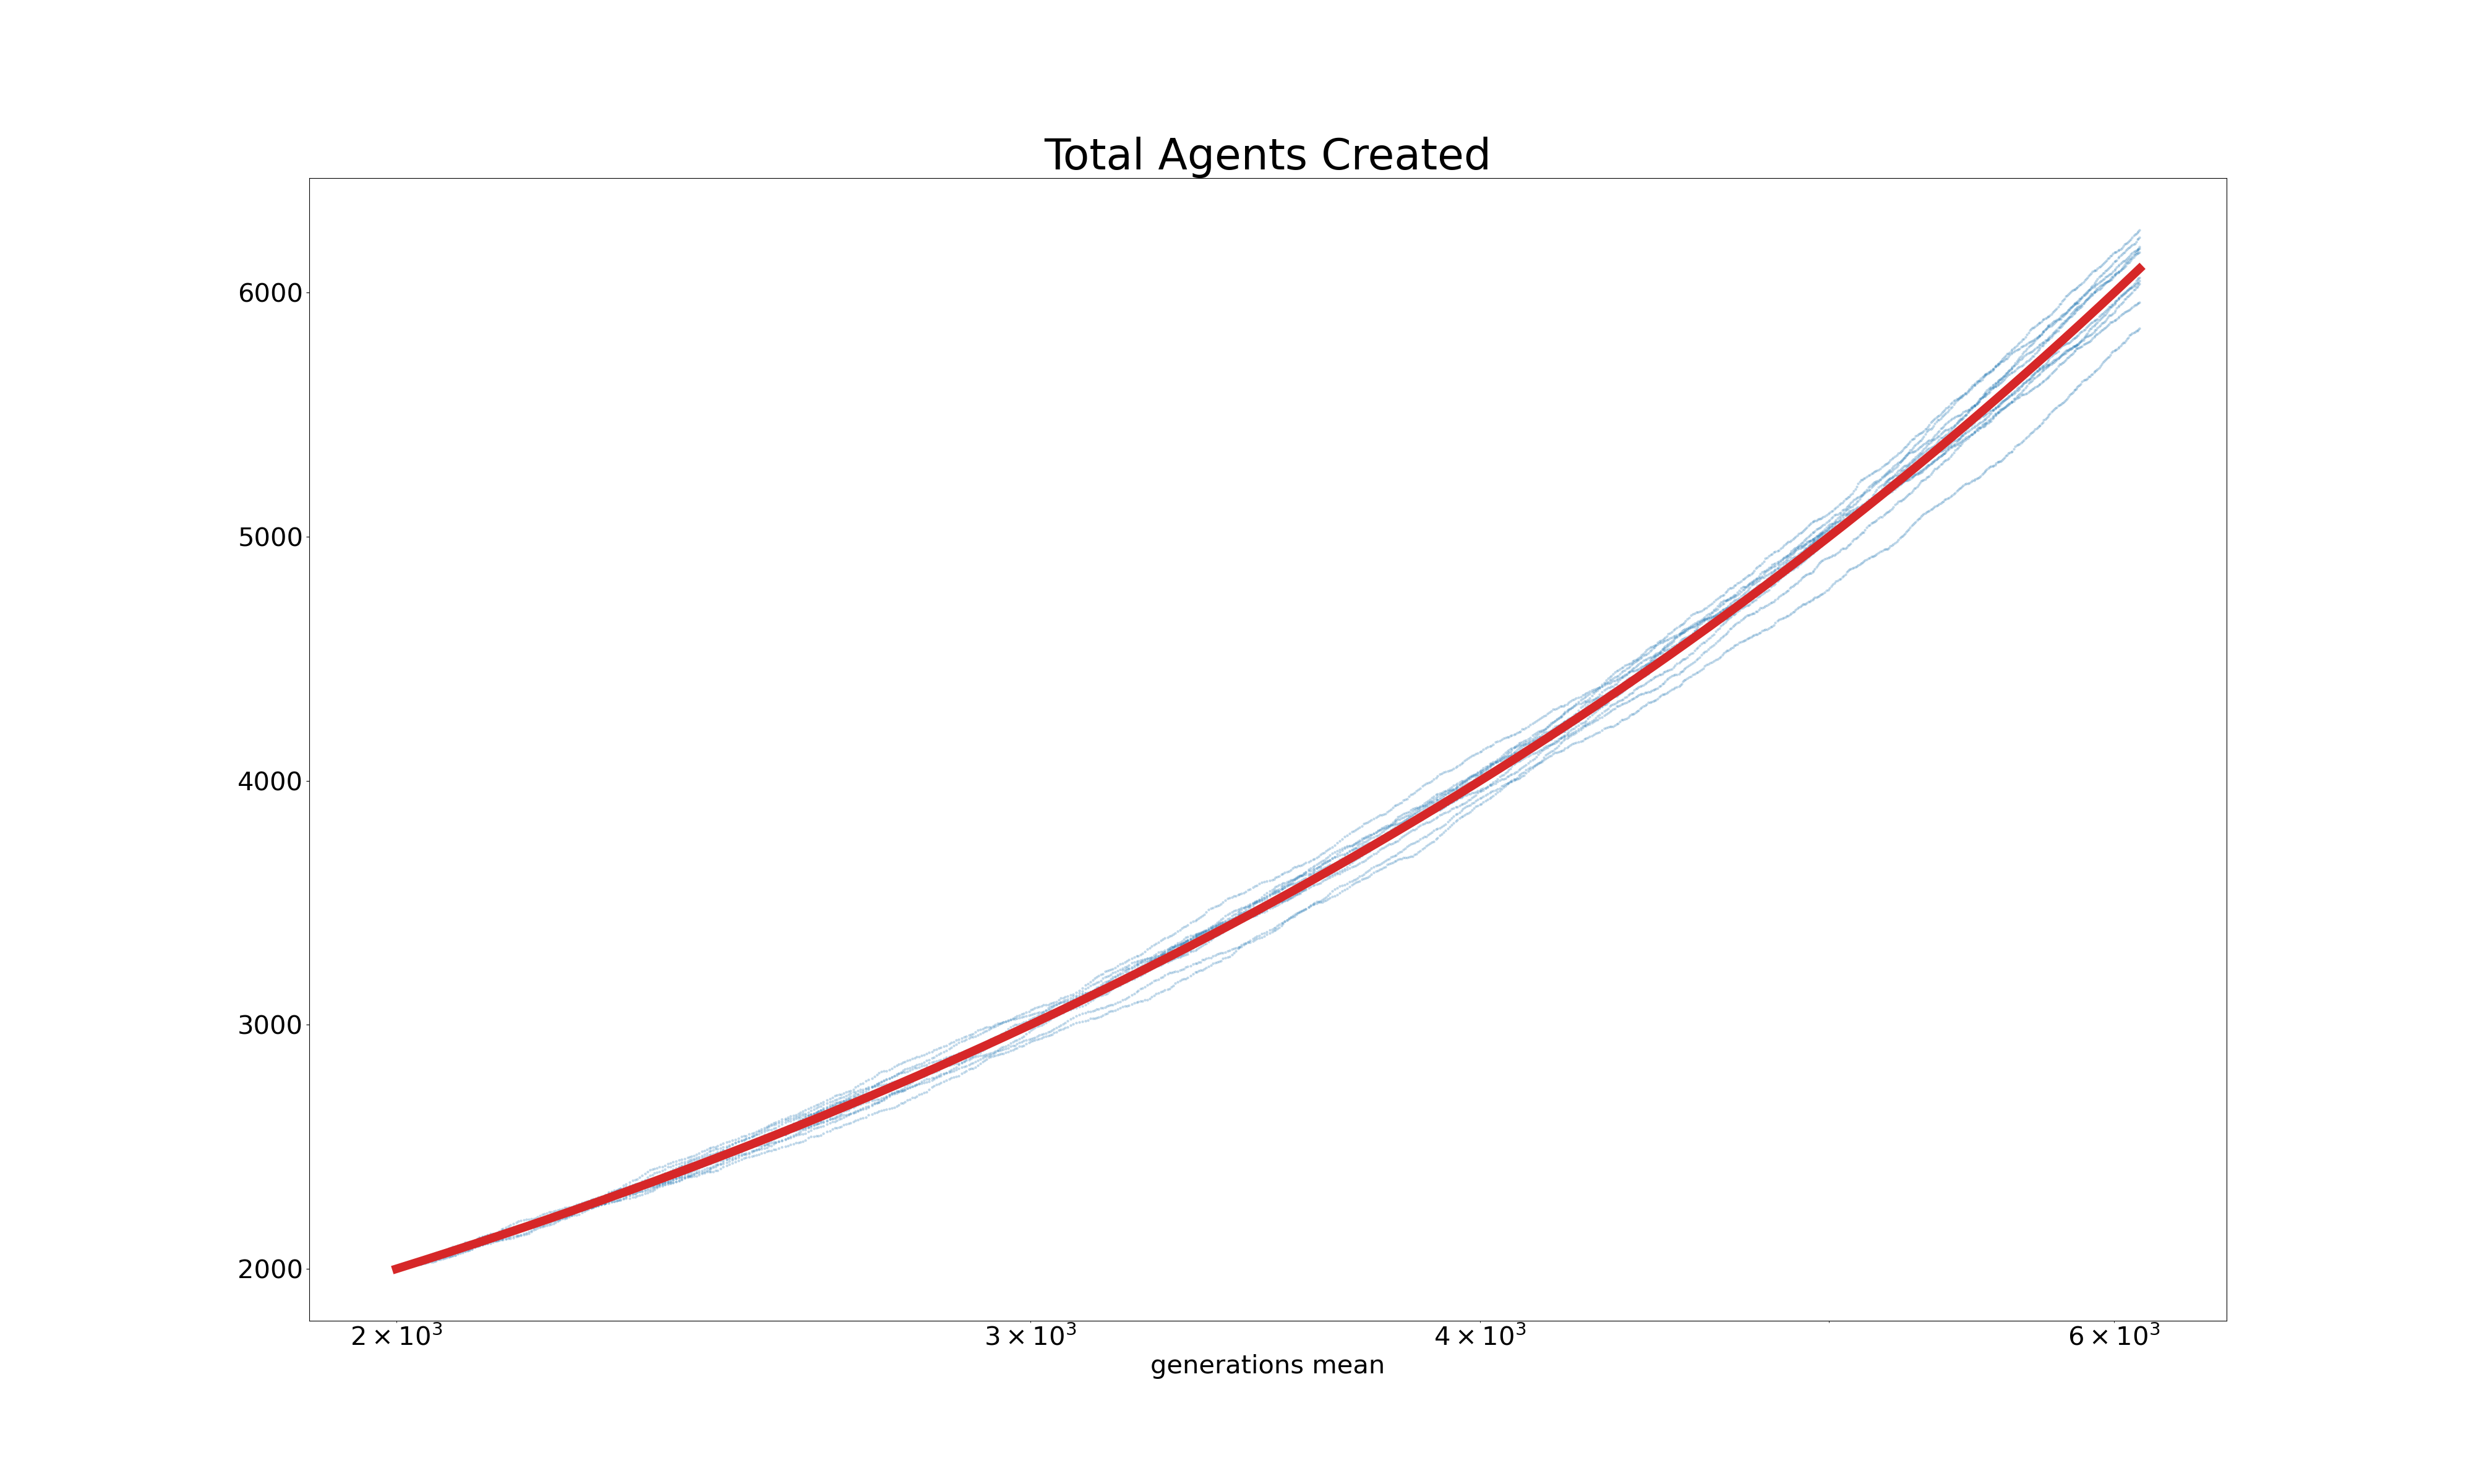 Total Agents Created
6000
5000
4000
3000
2000
2 × 10³
3 × 10³
4 × 10³
6 × 10³
generations mean